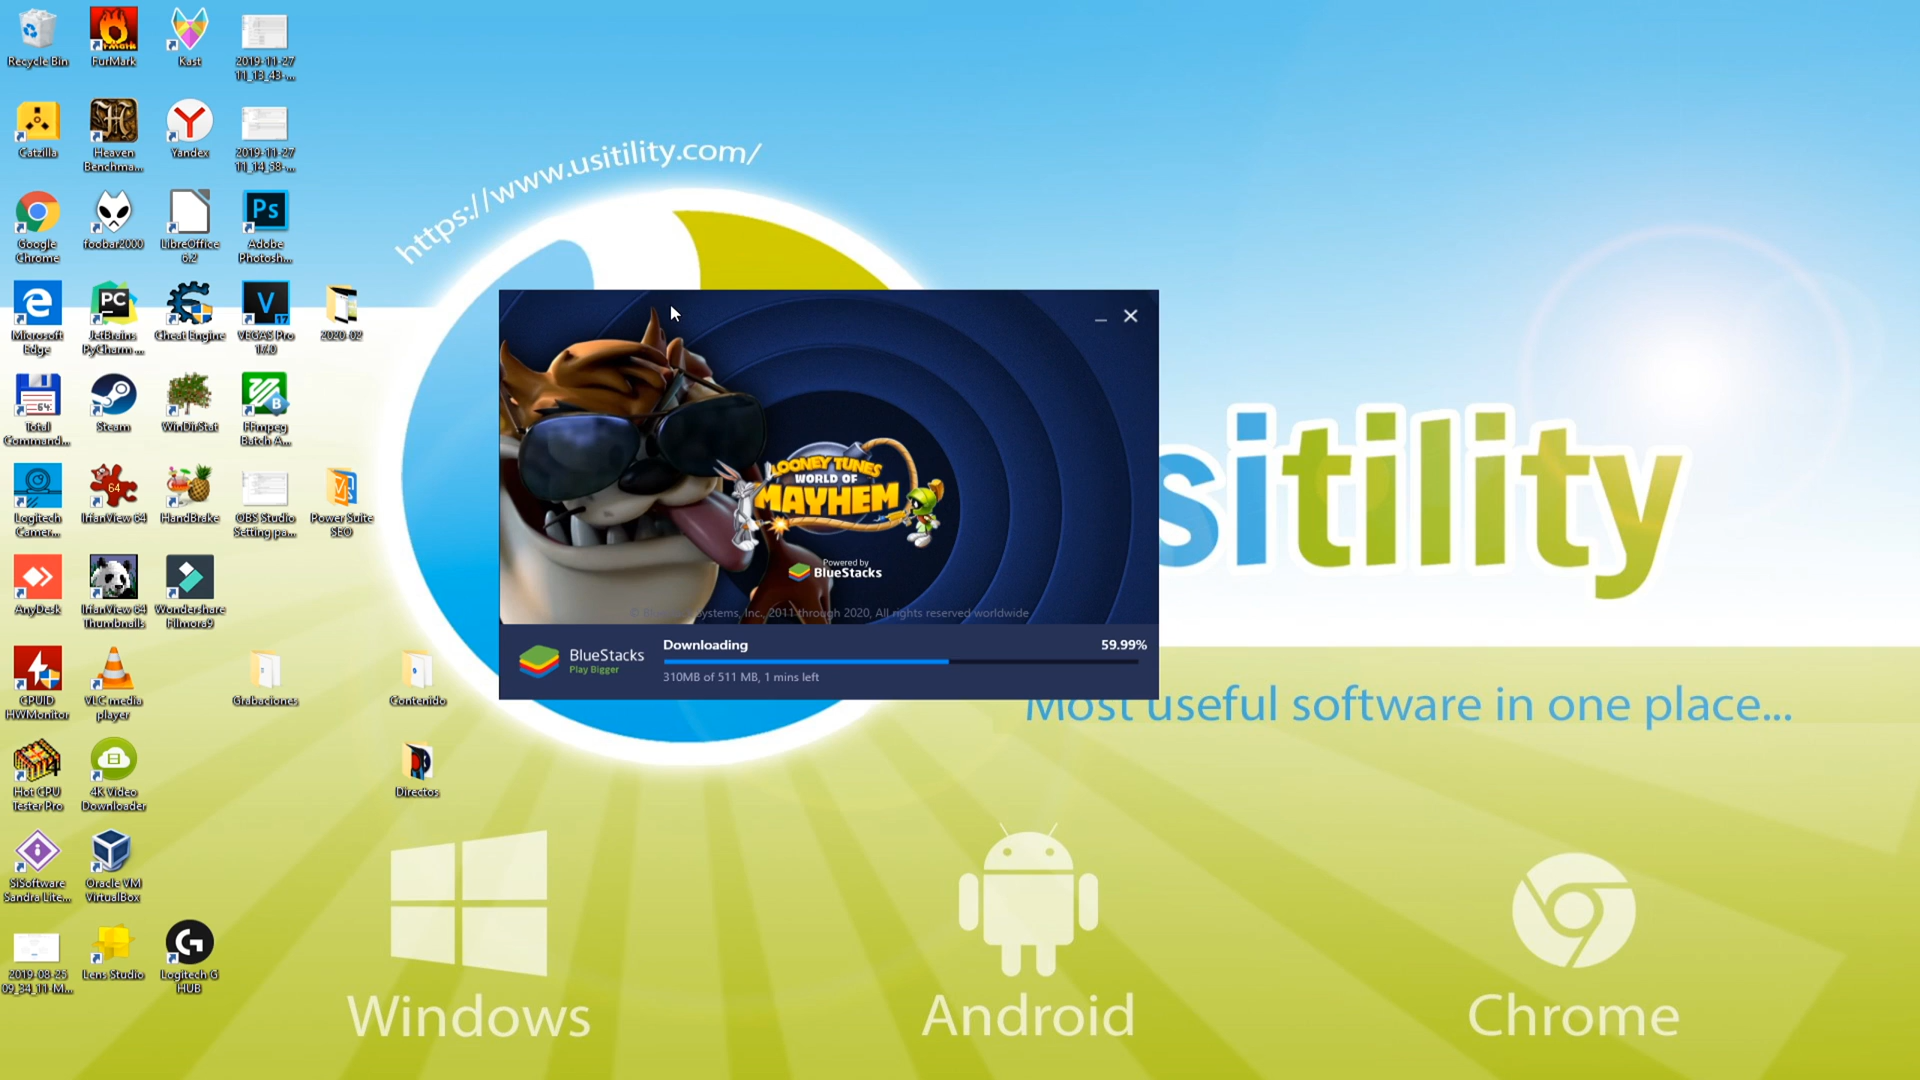 Recycle Bin
FurMark
Kast
2019-11-27
11_13_43-...
Catzilla
Heaven
Benchma...
Yandex
2019-11-27
11_14_58-...
Google
Chrome
foobar2000
LibreOffice
6.2
Ps
Adobe
Photosh...
Microsoft
Edge
PC
JetBrains
PyCharm ...
Cheat Engine
V
17
VEGAS Pro
17.0
2020-02
64
Total
Command...
Steam
WinDirStat
B
FFmpeg
Batch A...
Logitech
Camer...
64
IrfanView 64
HandBrake
OBS Studio
Setting pa...
Power Suite
SEO
AnyDesk
IrfanView 64
Thumbnails
Wondershare
Filmora9
CPUID
HWMonitor
VLC media
player
Grabaciones
Contenido
Hot CPU
Tester Pro
4K Video
Downloader
Directos
SiSoftware
Sandra Lite...
Oracle VM
VirtualBox
Lens Studio
Logitech G
HUB
https://www.usitility.com/
LOONEY TUNES
WORLD OF
MAYHEM
Powered by
BlueStacks
Systems, Inc., 2011 through 2020, All rights reserved worldwide
BlueStacks
Play Bigger
Downloading
59.99%
310MB of 511 MB, 1 mins left
sitility
Most useful software in one place...
Windows
Android
Chrome